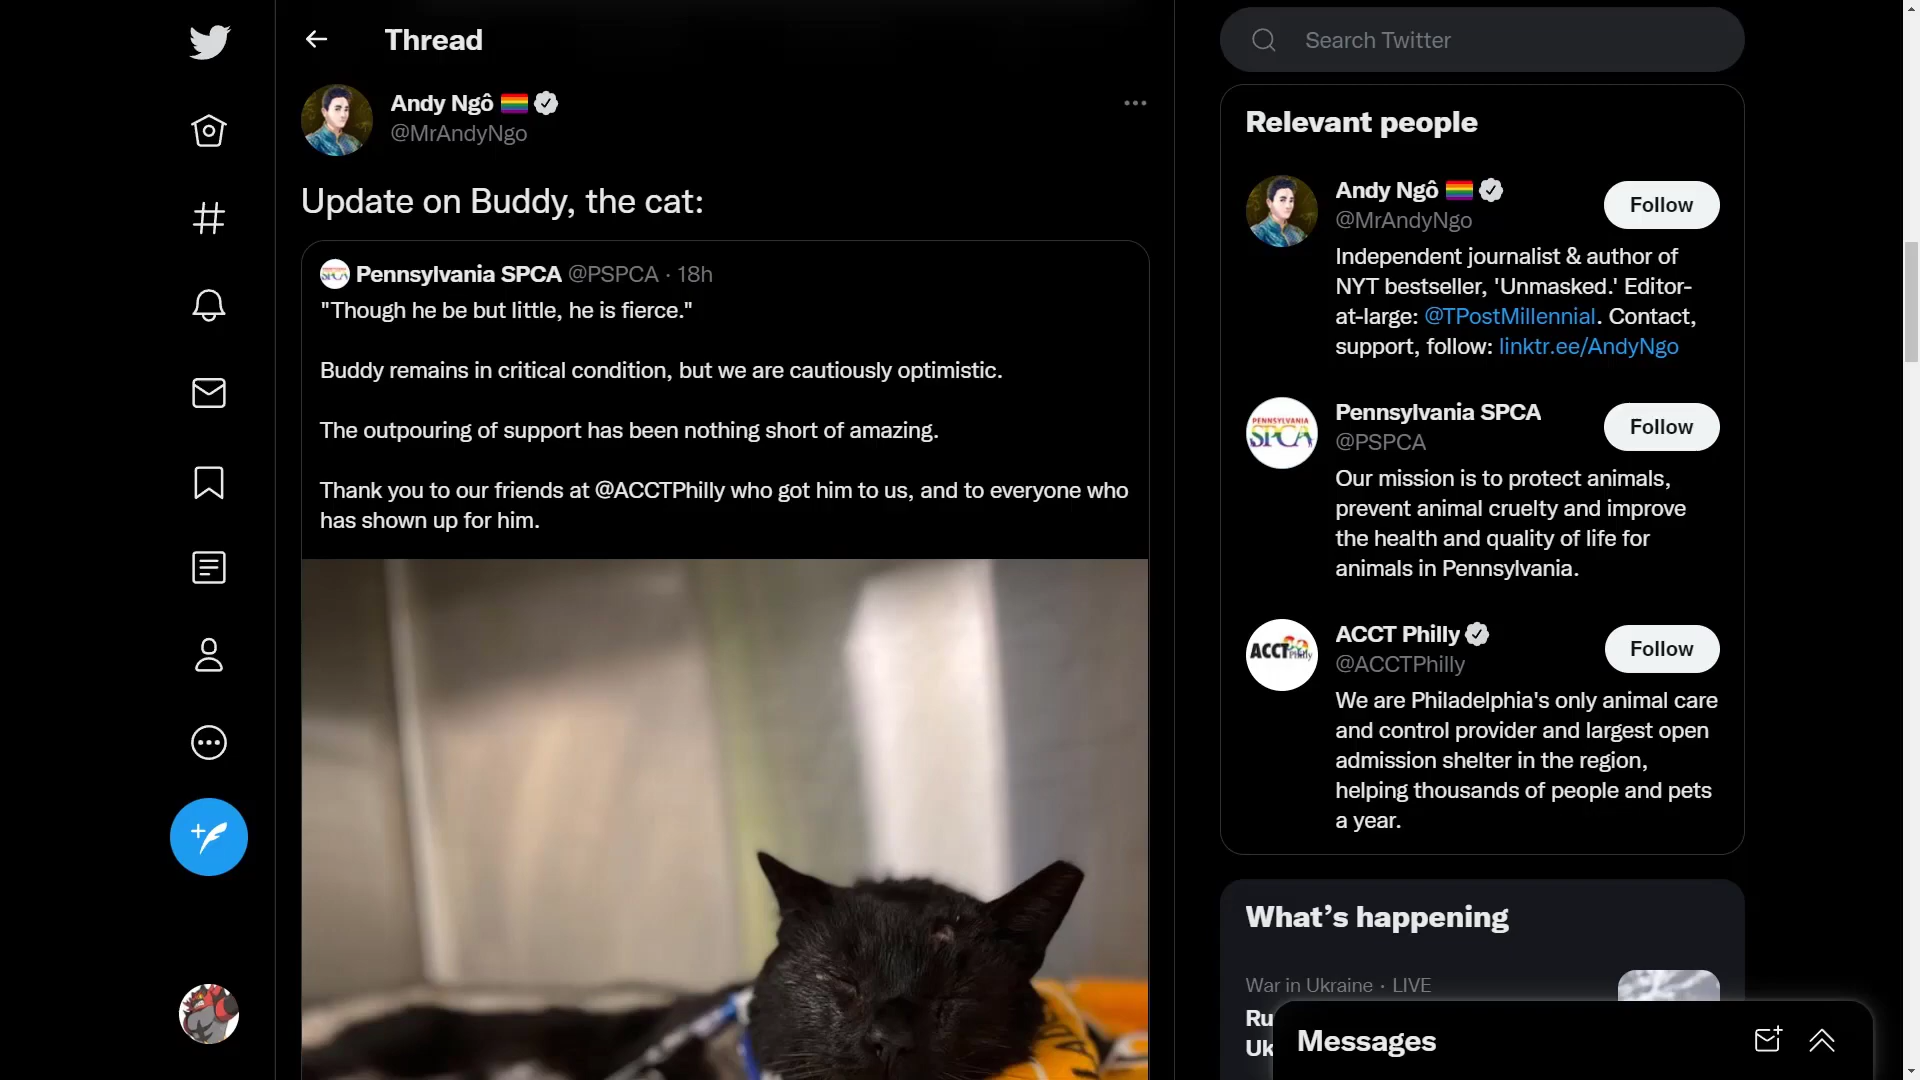 Thread
Andy Ngô
@MrAndyNgo
Update on Buddy, the cat:
Pennsylvania SPCA @PSPCA · 18h
"Though he be but little, he is fierce."
Buddy remains in critical condition, but we are cautiously optimistic.
The outpouring of support has been nothing short of amazing.
Thank you to our friends at @ACCTPhilly who got him to us, and to everyone who
has shown up for him.
Search Twitter
Relevant people
Andy Ngô
@MrAndyNgo
Follow
Independent journalist & author of
NYT bestseller, 'Unmasked.' Editor-
at-large: @TPostMillennial. Contact,
support, follow: linktr.ee/AndyNgo
PENNSYLVANIA
SPCA
Pennsylvania SPCA
@PSPCA
Follow
Our mission is to protect animals,
prevent animal cruelty and improve
the health and quality of life for
animals in Pennsylvania.
ACCT Philly
ACCT Philly
@ACCTPhilly
Follow
We are Philadelphia's only animal care
and control provider and largest open
admission shelter in the region,
helping thousands of people and pets
a year.
What's happening
War in Ukraine · LIVE
Ru
Uk
Messages